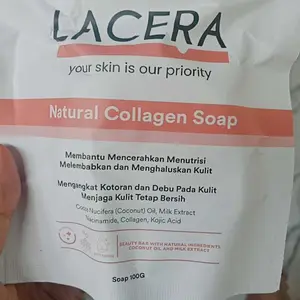 LACERA
your skin is our priority
Natural Collagen Soap
Membantu Mencerahkan Menutrisi
Melembabkan dan Menghaluskan Kulit
Mengangkat Kotoran dan Debu Pada Kulit
Menjaga Kulit Tetap Bersih
Cocos Nucifera (Coconut) Oil, Milk Extract
Niacinamide, Collagen, Kojic Acid
BEAUTY BAR WITH NATURAL INGREDIENTS
COCONUT OIL AND MILK EXTRACT
Soap 100G